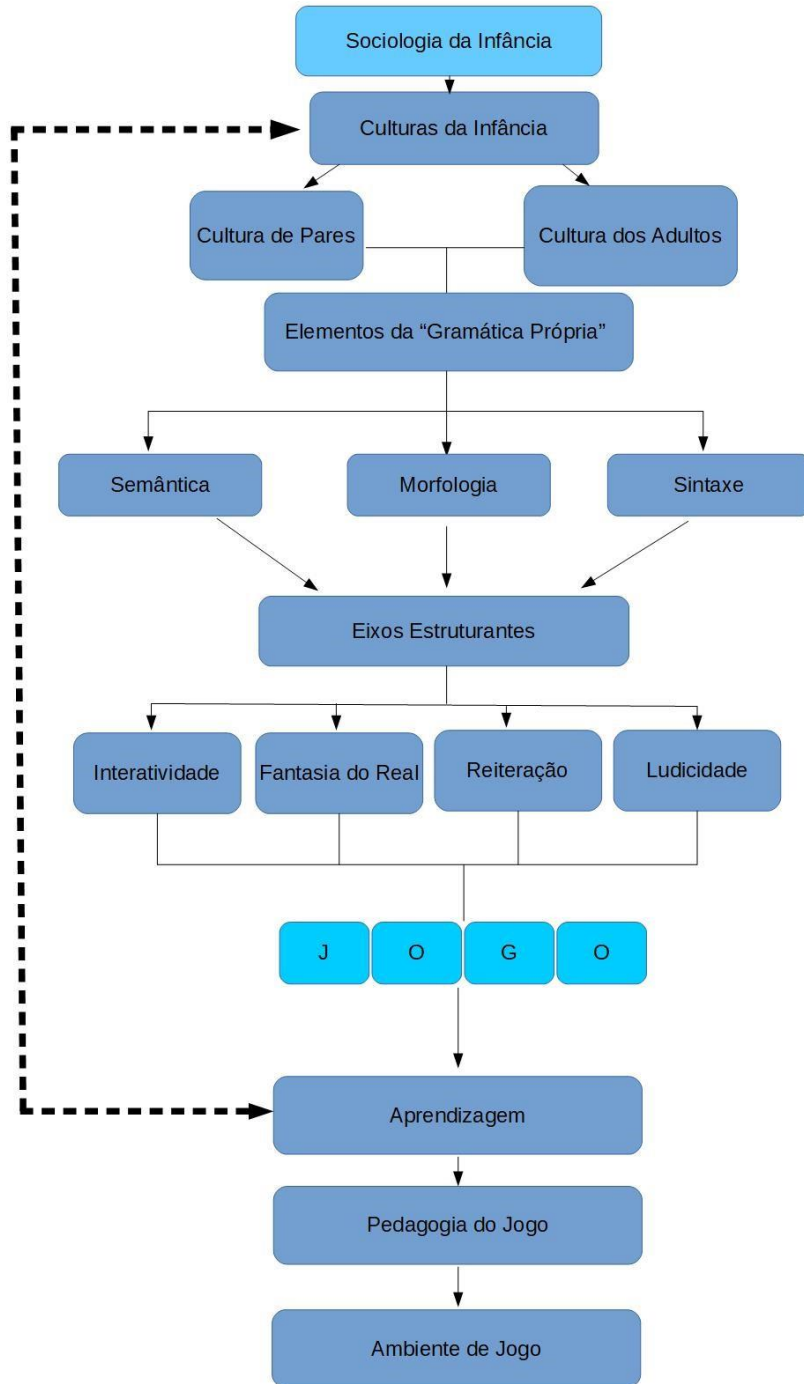 Sociologia da Infância
Culturas da Infância
Cultura de Pares
Cultura dos Adultos
Elementos da “Gramática Própria”
Semântica
Morfologia
Sintaxe
Eixos Estruturantes
Interatividade
Fantasia do Real
Reiteração
Ludicidade
J O G O
Aprendizagem
Pedagogia do Jogo
Ambiente de Jogo